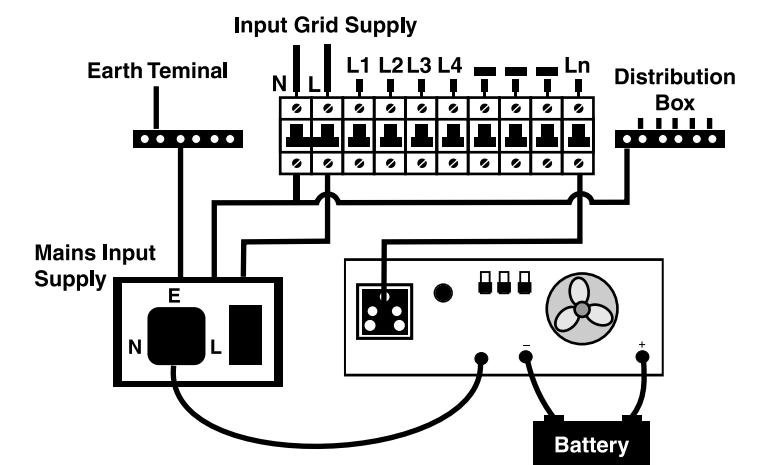 Input Grid Supply
Earth Teminal
N L L1 L2 L3 L4 Ln
Distribution
Box
Mains Input
Supply
E
N L
– +
Battery